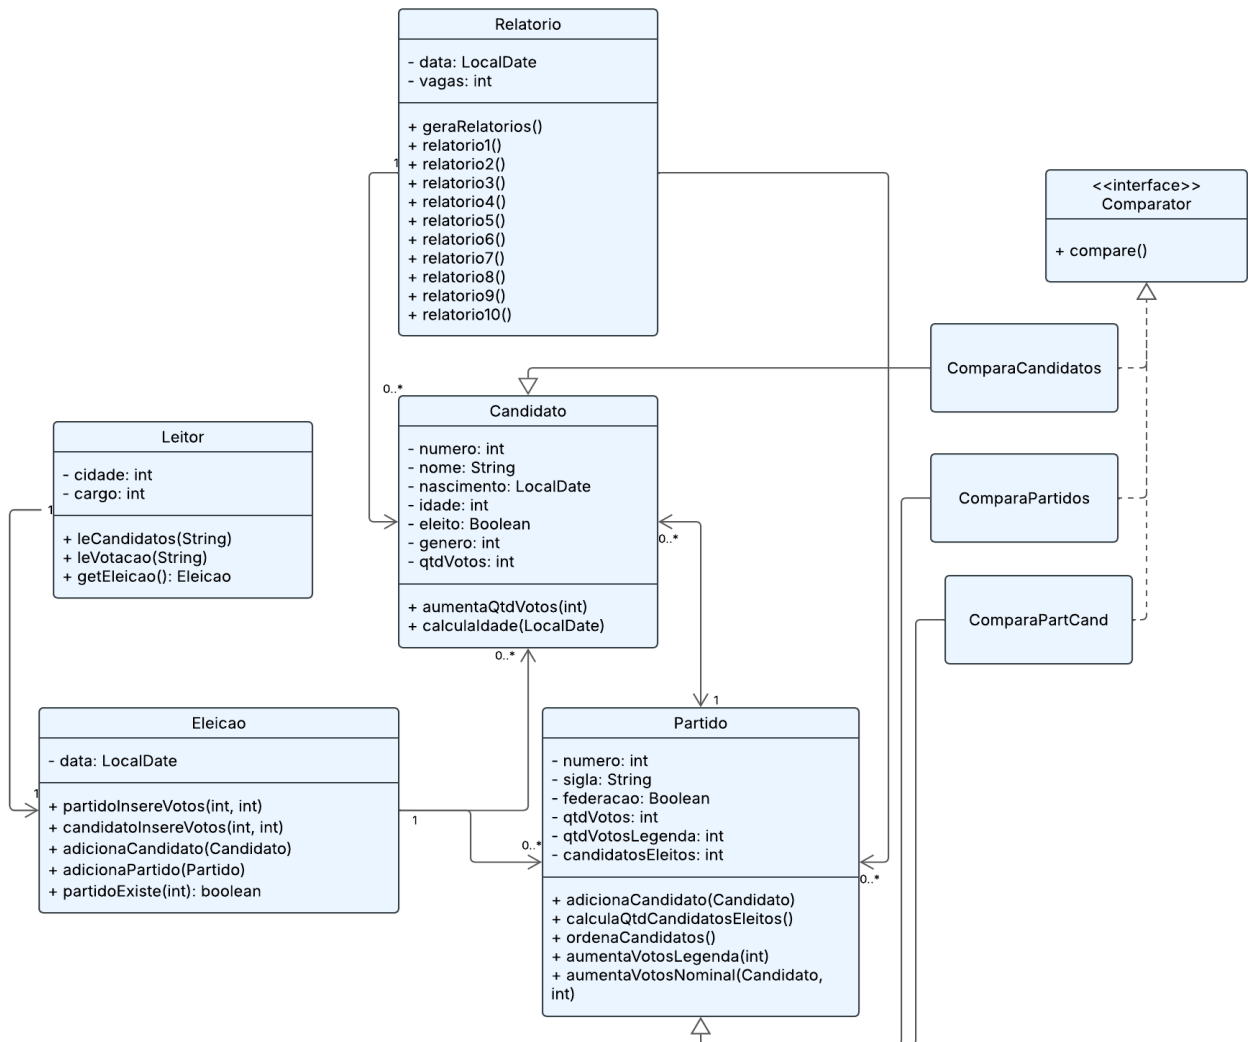 Relatorio
- data: LocalDate
- vagas: int
+ geraRelatorios()
+ relatorio1()
+ relatorio2()
+ relatorio3()
+ relatorio4()
+ relatorio5()
+ relatorio6()
+ relatorio7()
+ relatorio8()
+ relatorio9()
+ relatorio10()
1
0..*
<<interface>>
Comparator
+ compare()
ComparaCandidatos
ComparaPartidos
ComparaPartCand
Candidato
- numero: int
- nome: String
- nascimento: LocalDate
- idade: int
- eleito: Boolean
- genero: int
- qtdVotos: int
+ aumentaQtdVotos(int)
+ calculaIdade(LocalDate)
0..*
0..*
Leitor
- cidade: int
- cargo: int
+ leCandidatos(String)
+ leVotacao(String)
+ getEleicao(): Eleicao
1
1
Eleicao
- data: LocalDate
+ partidoInsereVotos(int, int)
+ candidatoInsereVotos(int, int)
+ adicionaCandidato(Candidato)
+ adicionaPartido(Partido)
+ partidoExiste(int): boolean
1
0..*
1
Partido
- numero: int
- sigla: String
- federacao: Boolean
- qtdVotos: int
- qtdVotosLegenda: int
- candidatosEleitos: int
+ adicionaCandidato(Candidato)
+ calculaQtdCandidatosEleitos()
+ ordenaCandidatos()
+ aumentaVotosLegenda(int)
+ aumentaVotosNominal(Candidato,
int)
0..*